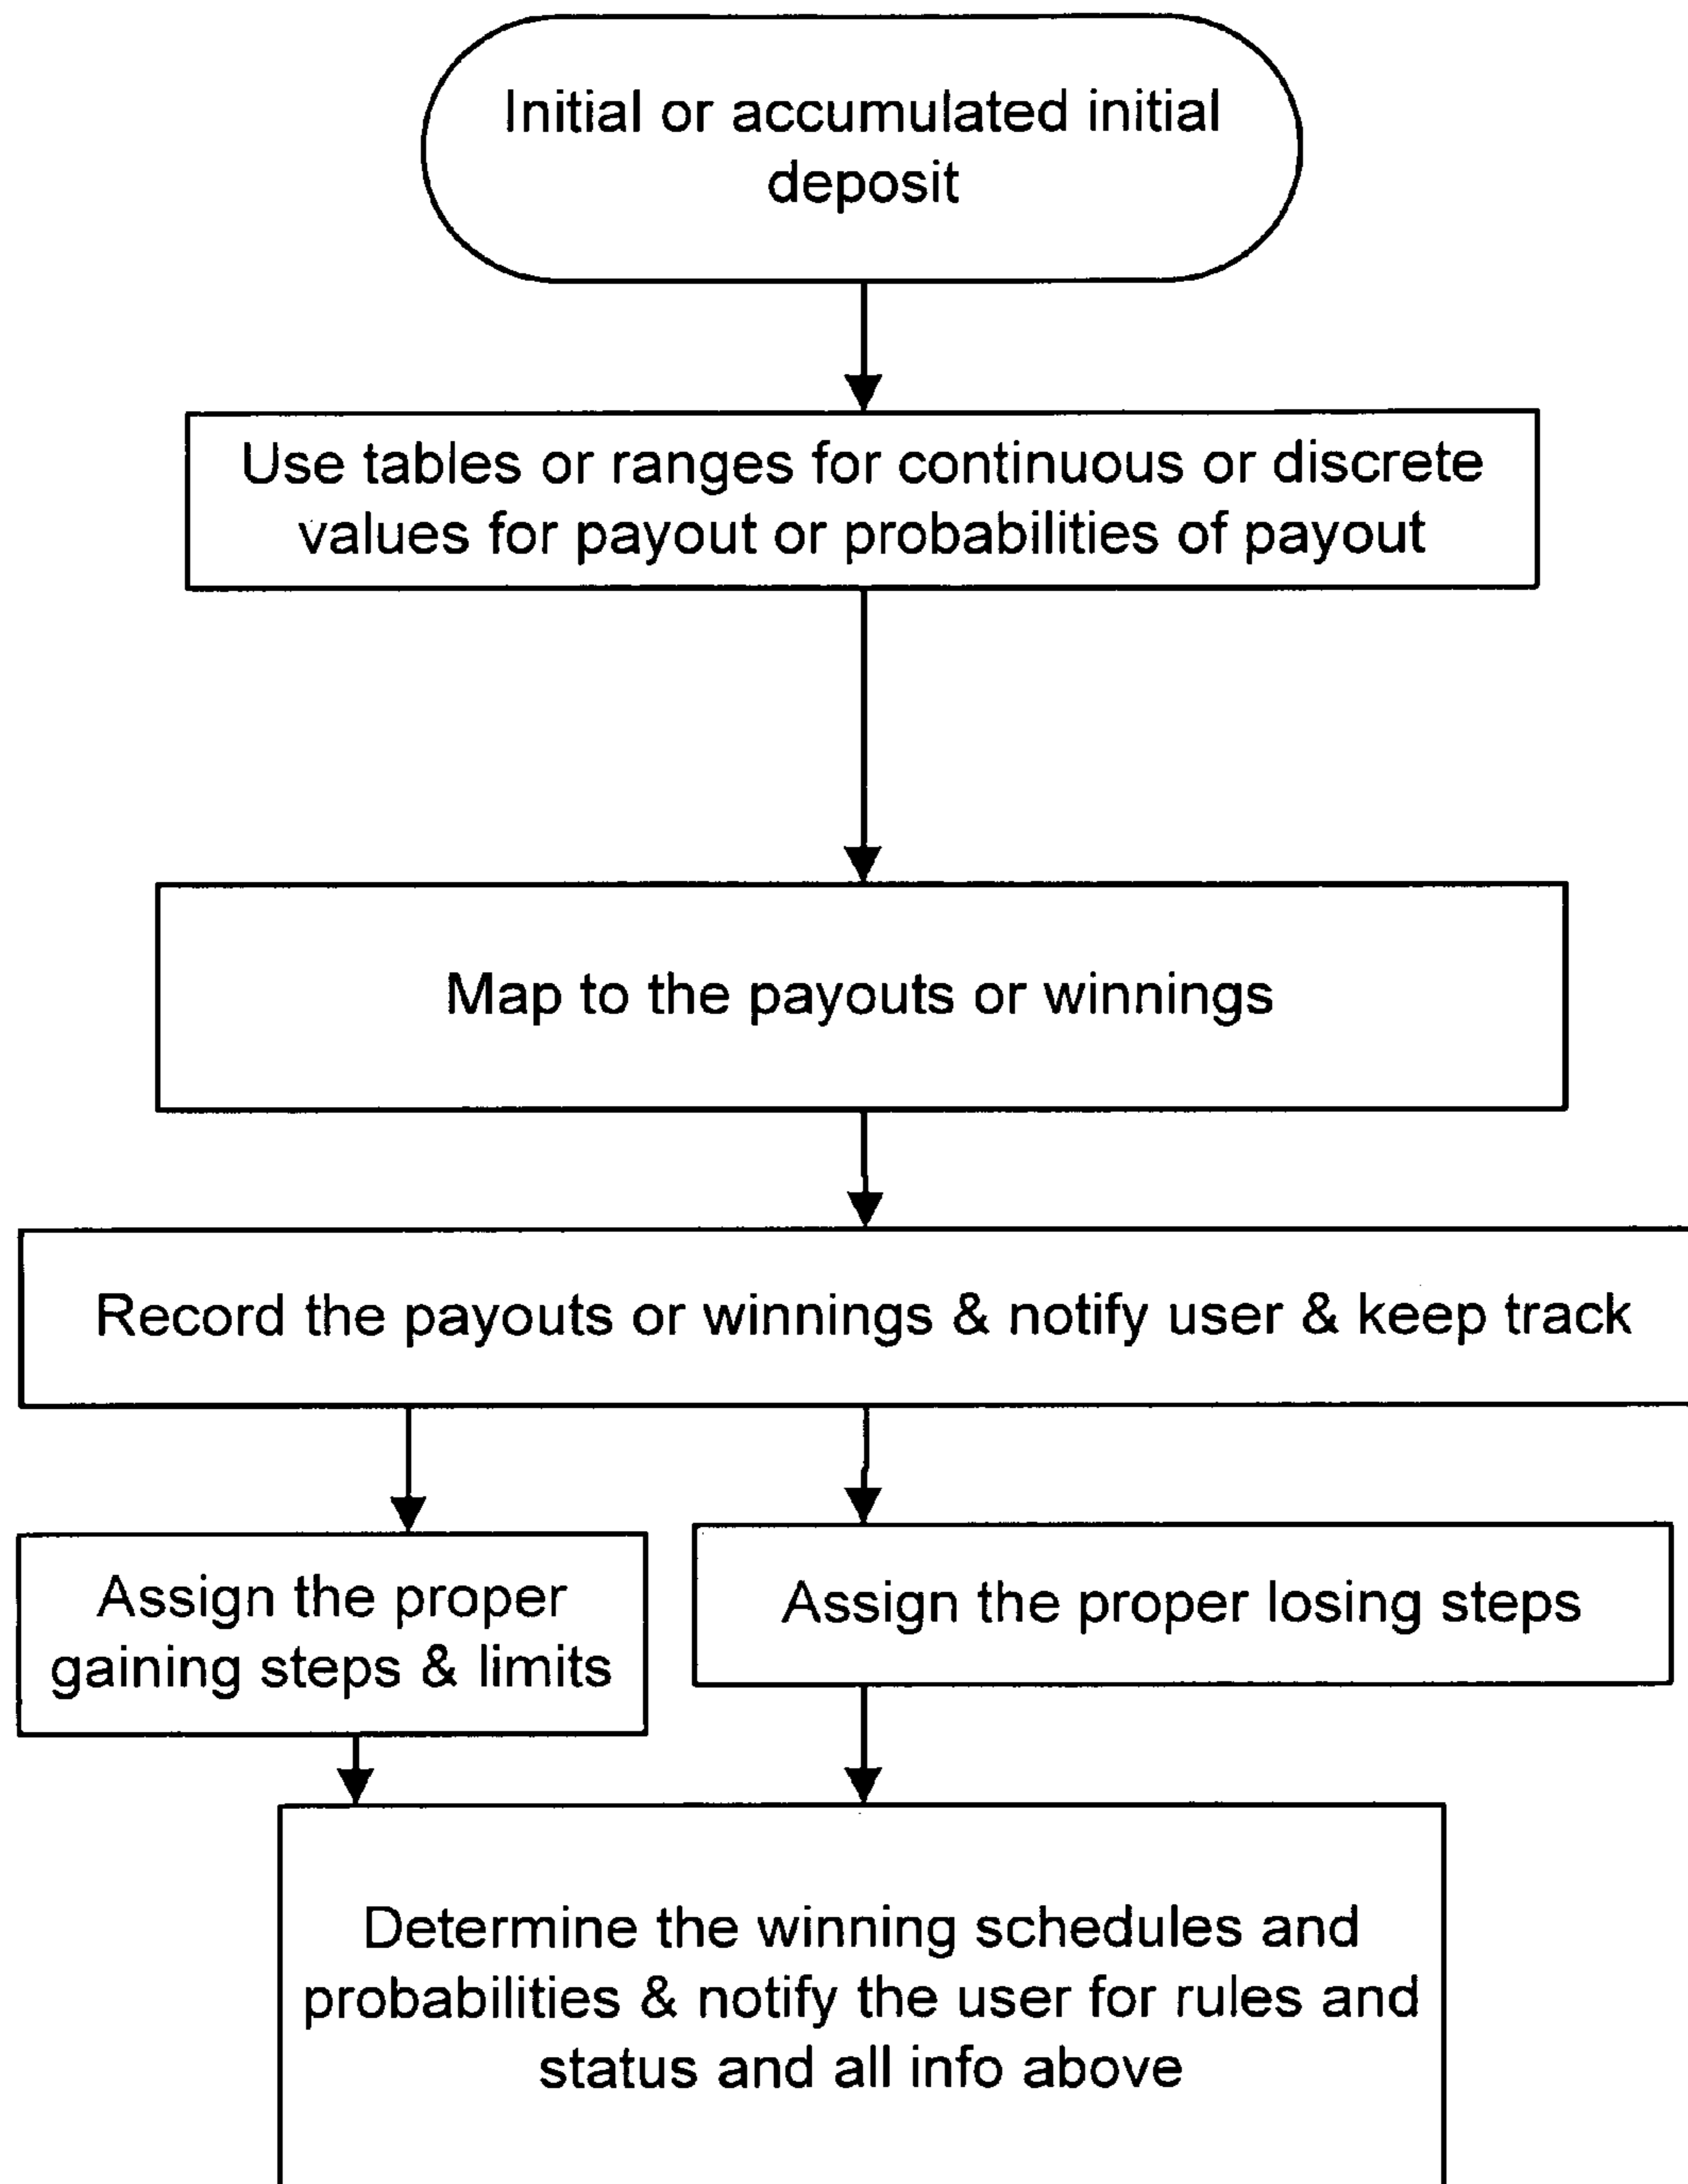 Initial or accumulated initial
deposit
Use tables or ranges for continuous or discrete
values for payout or probabilities of payout
Map to the payouts or winnings
Record the payouts or winnings & notify user & keep track
Assign the proper
gaining steps & limits
Assign the proper losing steps
Determine the winning schedules and
probabilities & notify the user for rules and
status and all info above